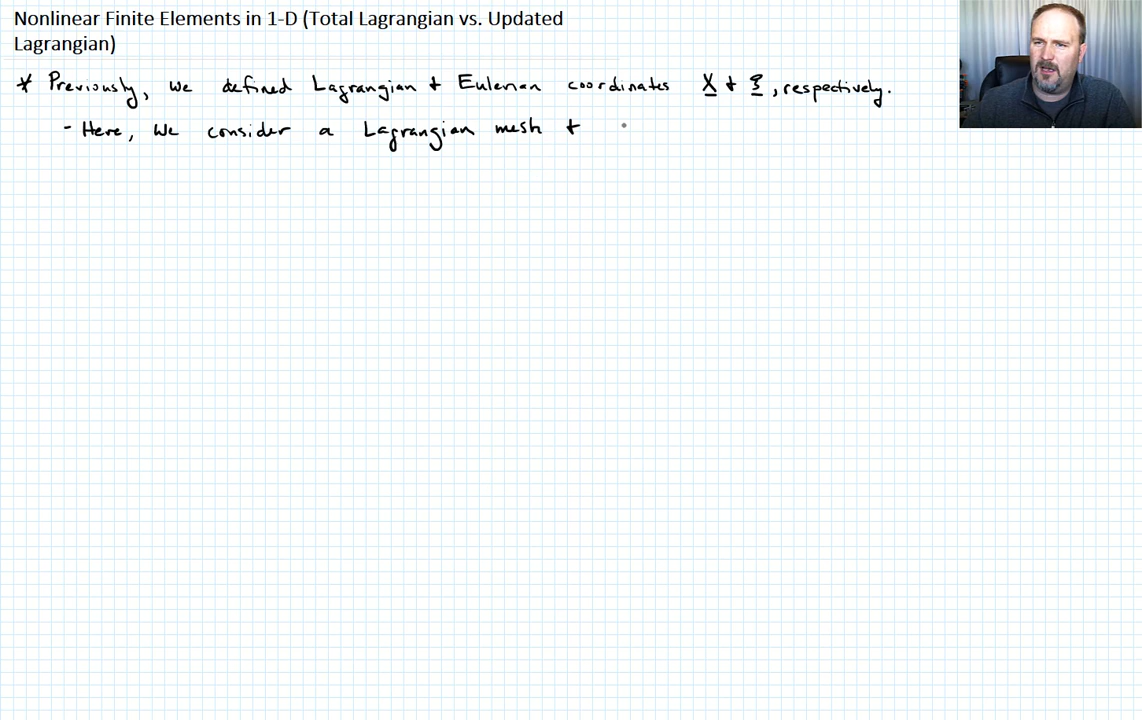 Nonlinear Finite Elements in 1-D (Total Lagrangian vs. Updated
Lagrangian)
* Previously, we defined Lagrangian + Eulerian coordinates X + ξ, respectively.
- Here, we consider a Lagrangian mesh +